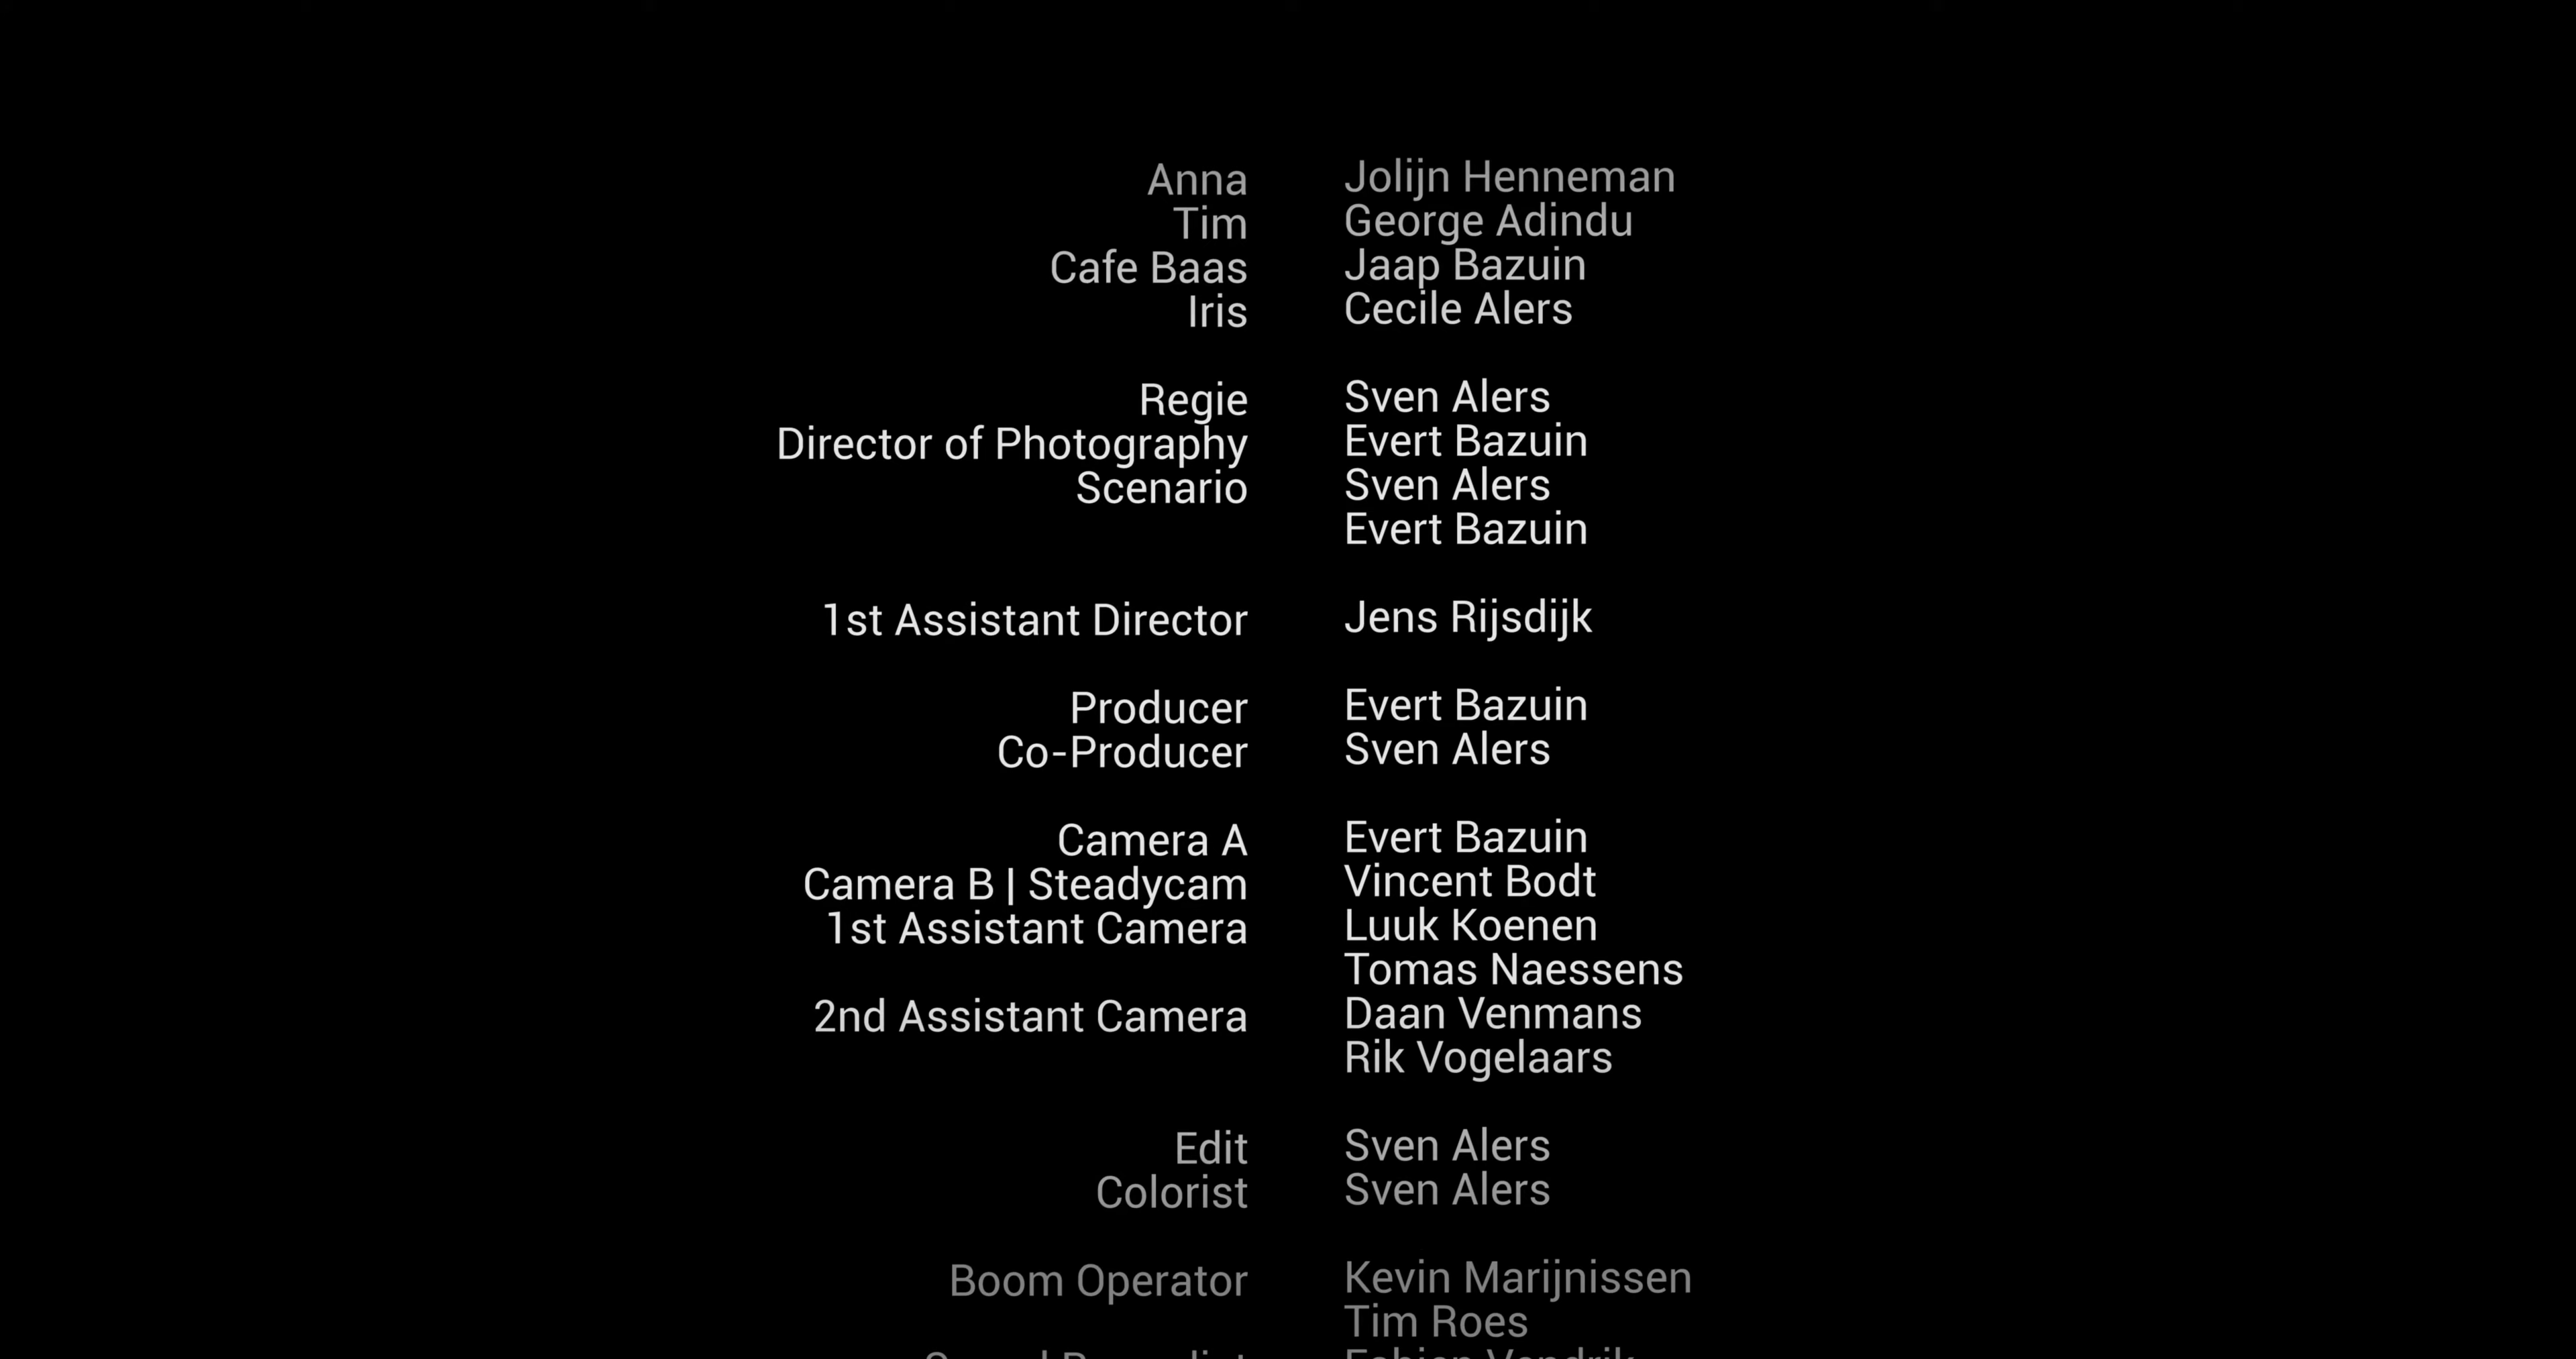 Anna Jolijn Henneman
Tim George Adindu
Cafe Baas Jaap Bazuin
Iris Cecile Alers
Regie Sven Alers
Director of Photography Evert Bazuin
Scenario Sven Alers
Evert Bazuin
1st Assistant Director Jens Rijsdijk
Producer Evert Bazuin
Co-Producer Sven Alers
Camera A Evert Bazuin
Camera B | Steadycam Vincent Bodt
1st Assistant Camera Luuk Koenen
Tomas Naessens
2nd Assistant Camera Daan Venmans
Rik Vogelaars
Edit Sven Alers
Colorist Sven Alers
Boom Operator Kevin Marijnissen
Tim Roes